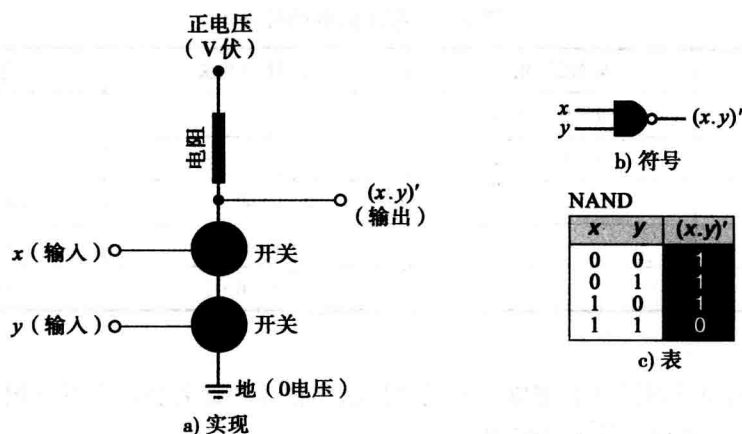 正电压
（V伏）
电阻
(x.y)′
（输出）
x（输入）
开关
y（输入）
开关
地（0电压）
a) 实现
x
y
(x.y)′
b) 符号
NAND
x y (x.y)′
0 0 1
0 1 1
1 0 1
1 1 0
c) 表